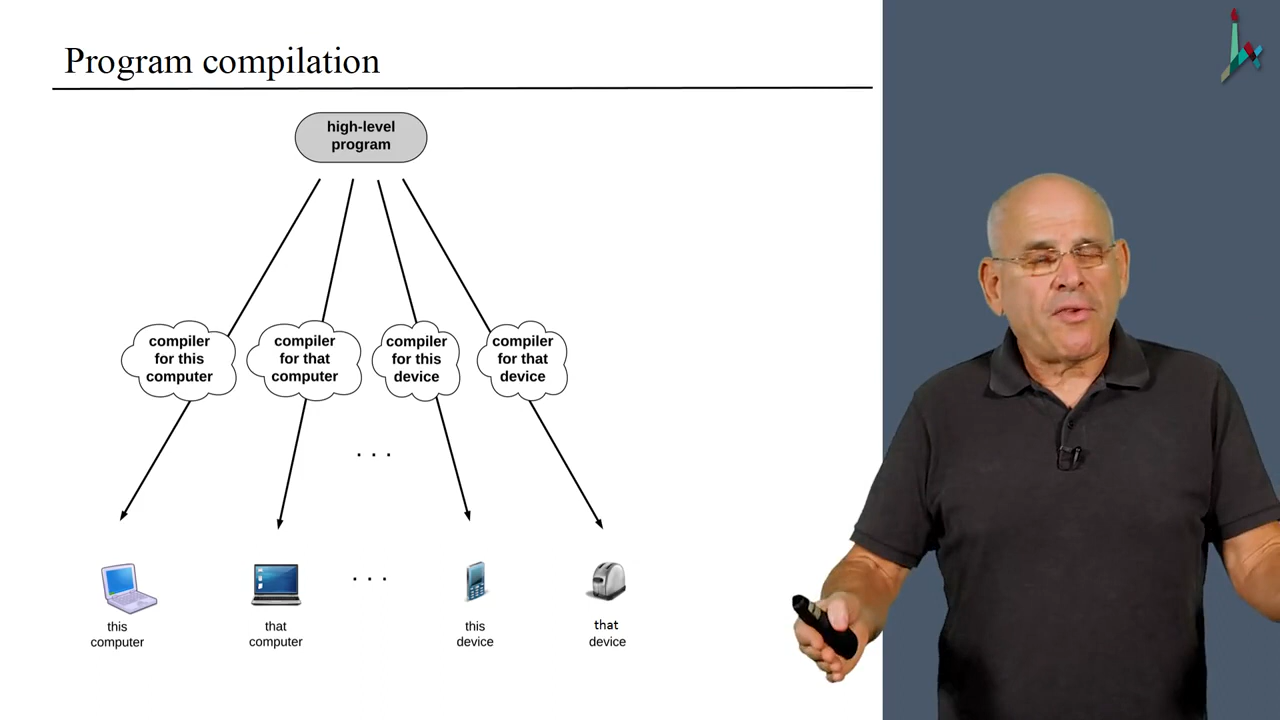 Program compilation
high-level
program
compiler
for this
computer
compiler
for that
computer
compiler
for this
device
compiler
for that
device
. . .
. . .
this
computer
that
computer
this
device
that
device